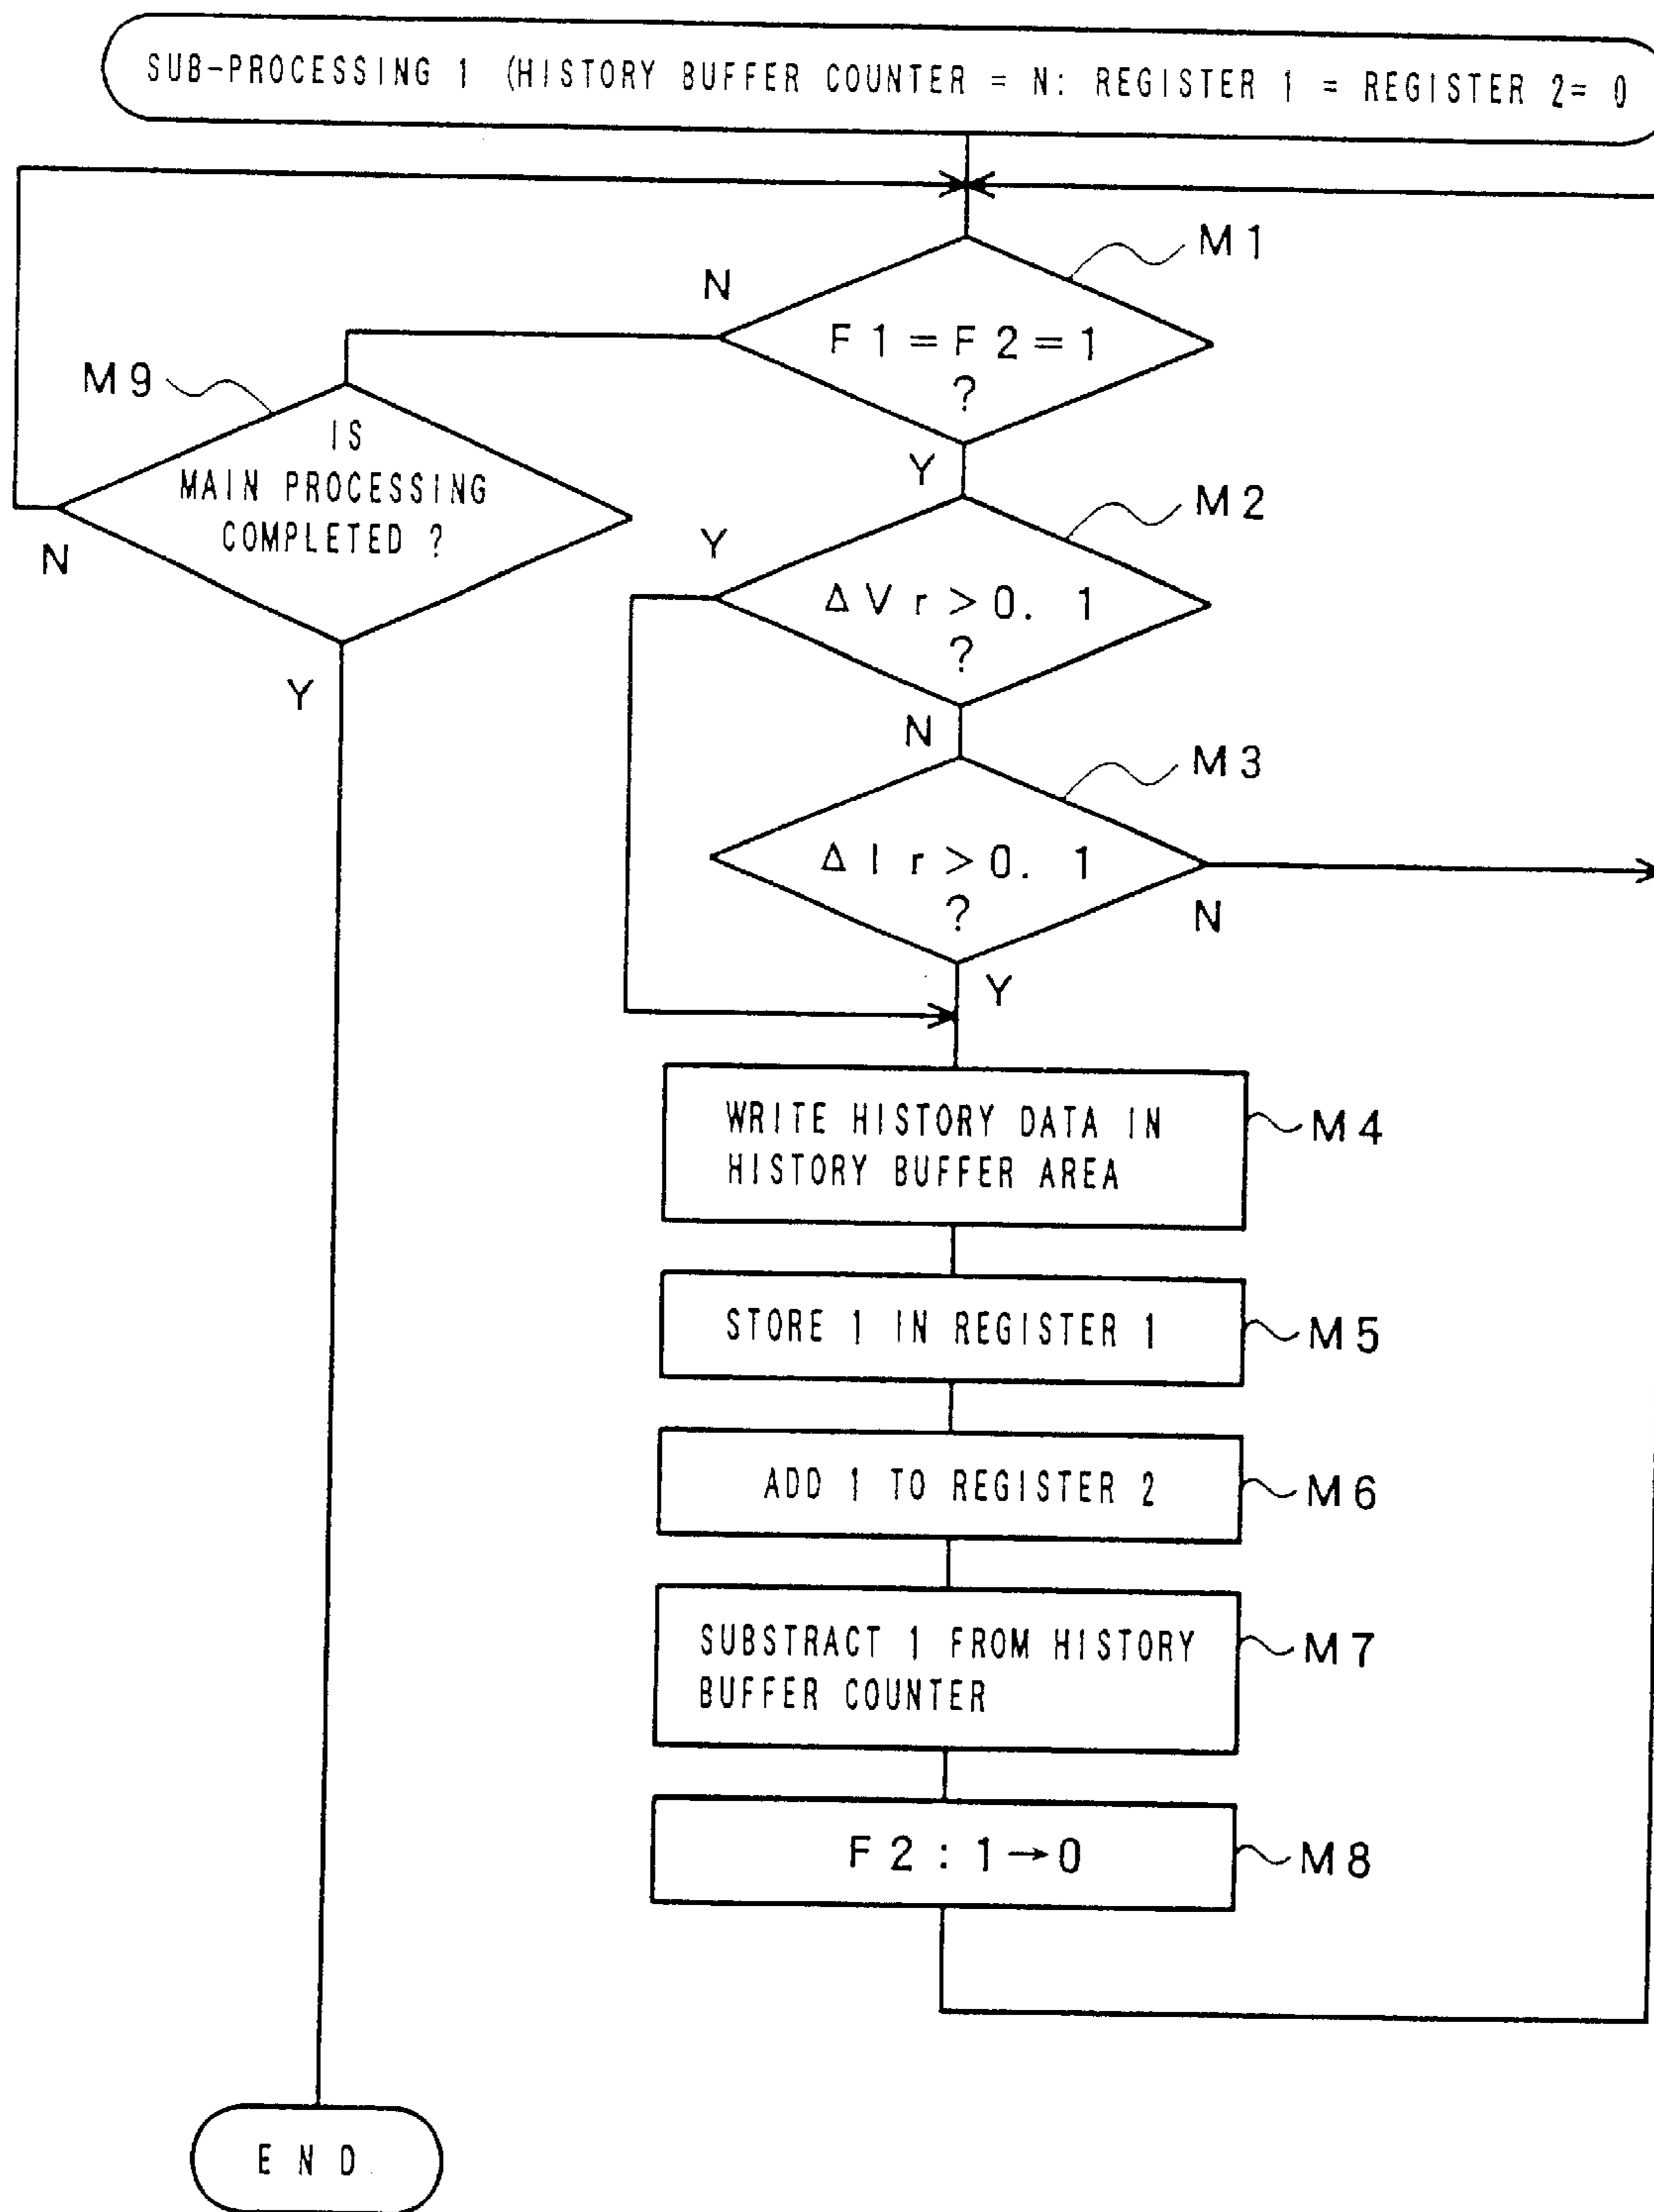 SUB-PROCESSING 1 (HISTORY BUFFER COUNTER = N: REGISTER 1 = REGISTER 2= 0
M1
N
F1=F2=1
?
M9
IS
MAIN PROCESSING
COMPLETED ?
N
Y
Y
M2
Y
ΔVr>0. 1
?
N
M3
ΔIr>0. 1
?
N
Y
WRITE HISTORY DATA IN
HISTORY BUFFER AREA
M4
STORE 1 IN REGISTER 1
M5
ADD 1 TO REGISTER 2
M6
SUBSTRACT 1 FROM HISTORY
BUFFER COUNTER
M7
F2:1→0
M8
END